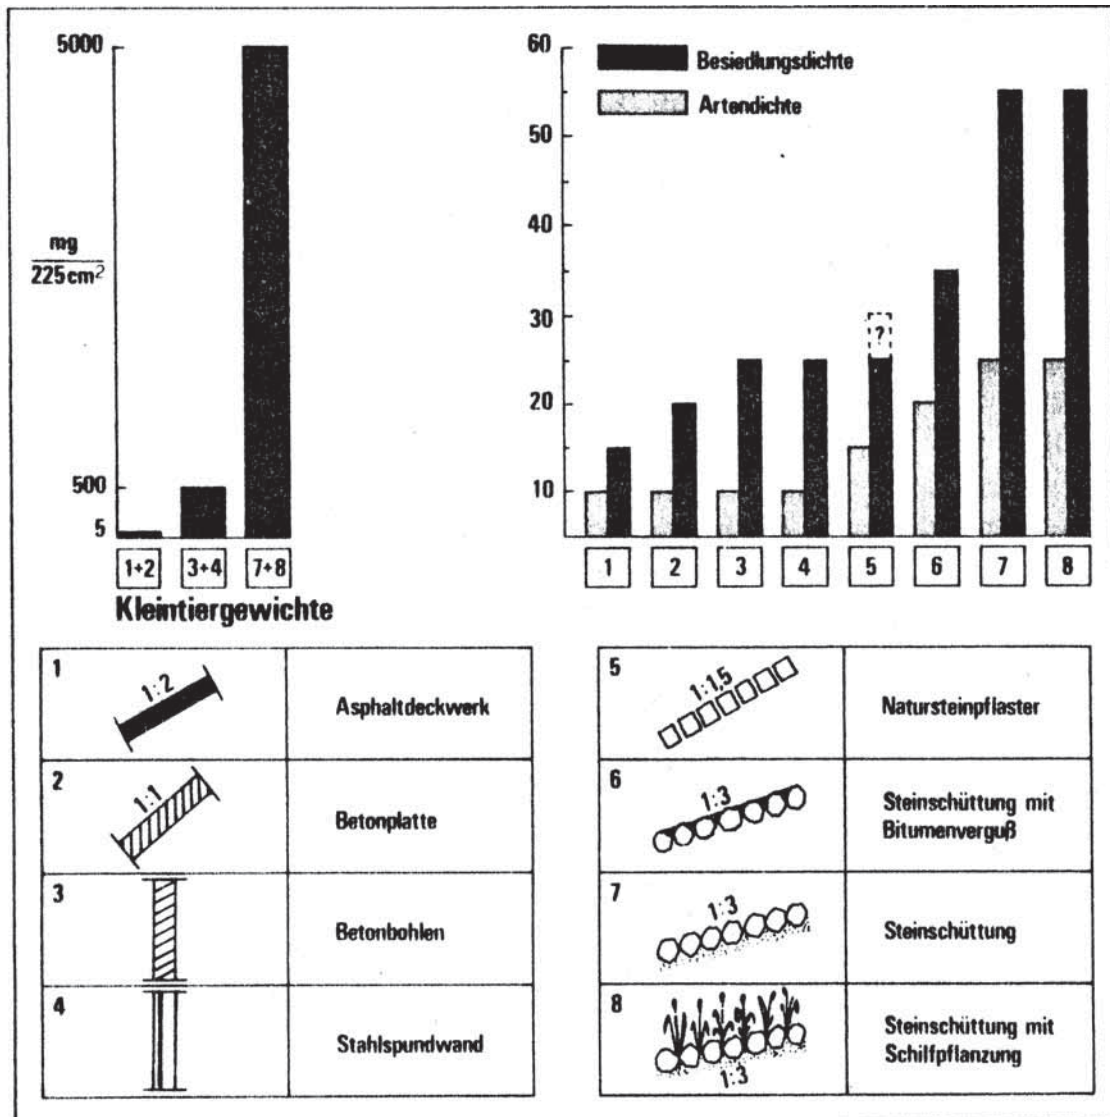 5000
mg
225cm²
500
5
1+2
3+4
7+8
Kleintiergewichte
60
50
40
30
20
10
Besiedlungsdichte
Artendichte
?
1
2
3
4
5
6
7
8
1
1:2
Asphaltdeckwerk
2
1:1
Betonplatte
3
Betonbohlen
4
Stahlspundwand
5
1:1,5
Natursteinpflaster
6
1:3
Steinschüttung mit
Bitumenverguß
7
1:3
Steinschüttung
8
1:3
Steinschüttung mit
Schilfpflanzung